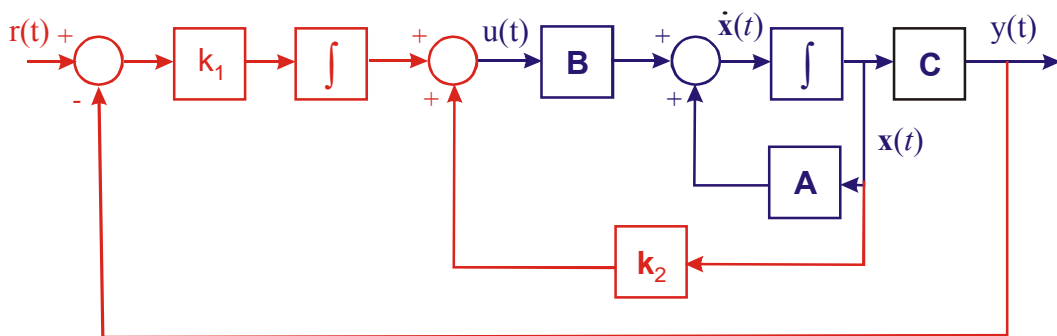 r(t) + - k₁ ∫ + + u(t) B + + ẋ(t) ∫ C y(t)
x(t)
A
k₂